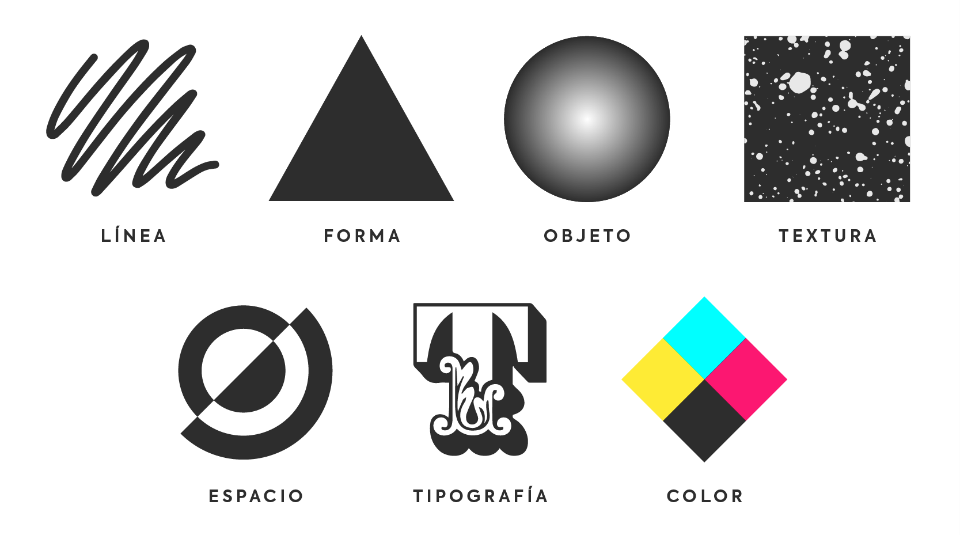 LÍNEA
FORMA
OBJETO
TEXTURA
ESPACIO
TIPOGRAFÍA
COLOR